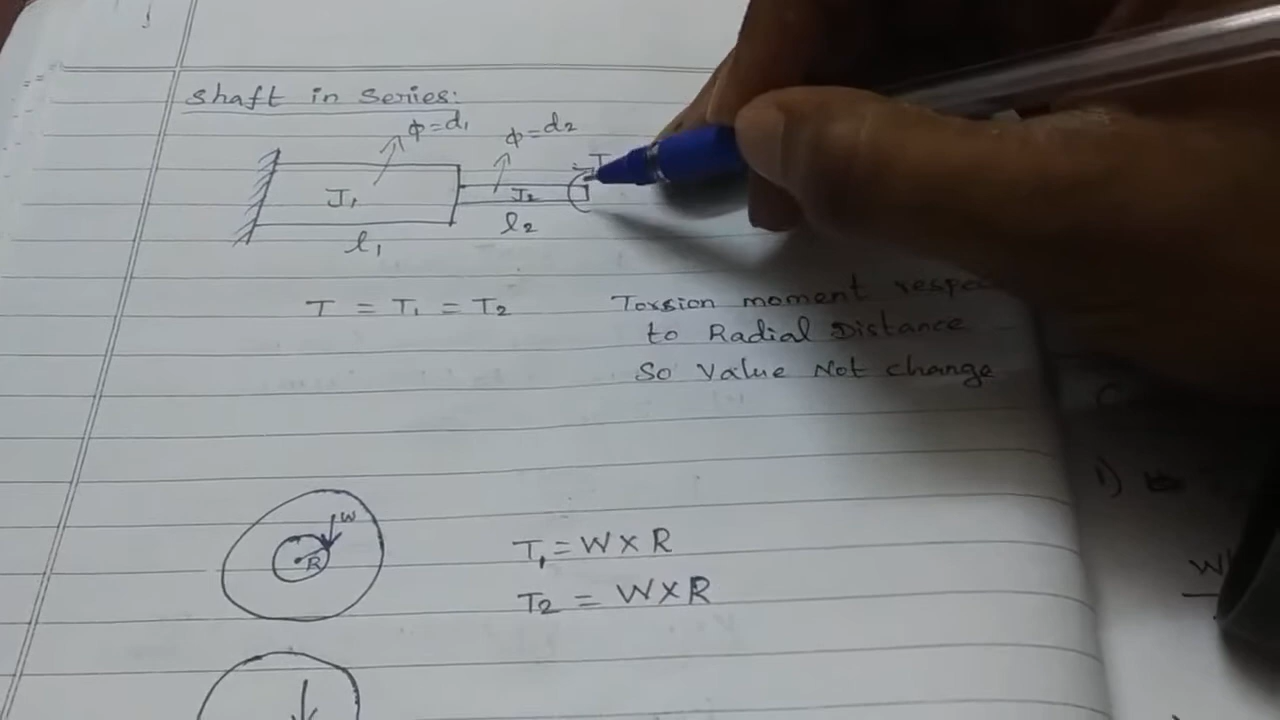 Shaft in Series:
φ=d₁
φ=d₂
T
J₁
J₂
l₁
l₂
T = T₁ = T₂
Torsion moment
to Radial Distance
So Value Not change
W
R
T₁ = W X R
T₂ = W X R
1)
W